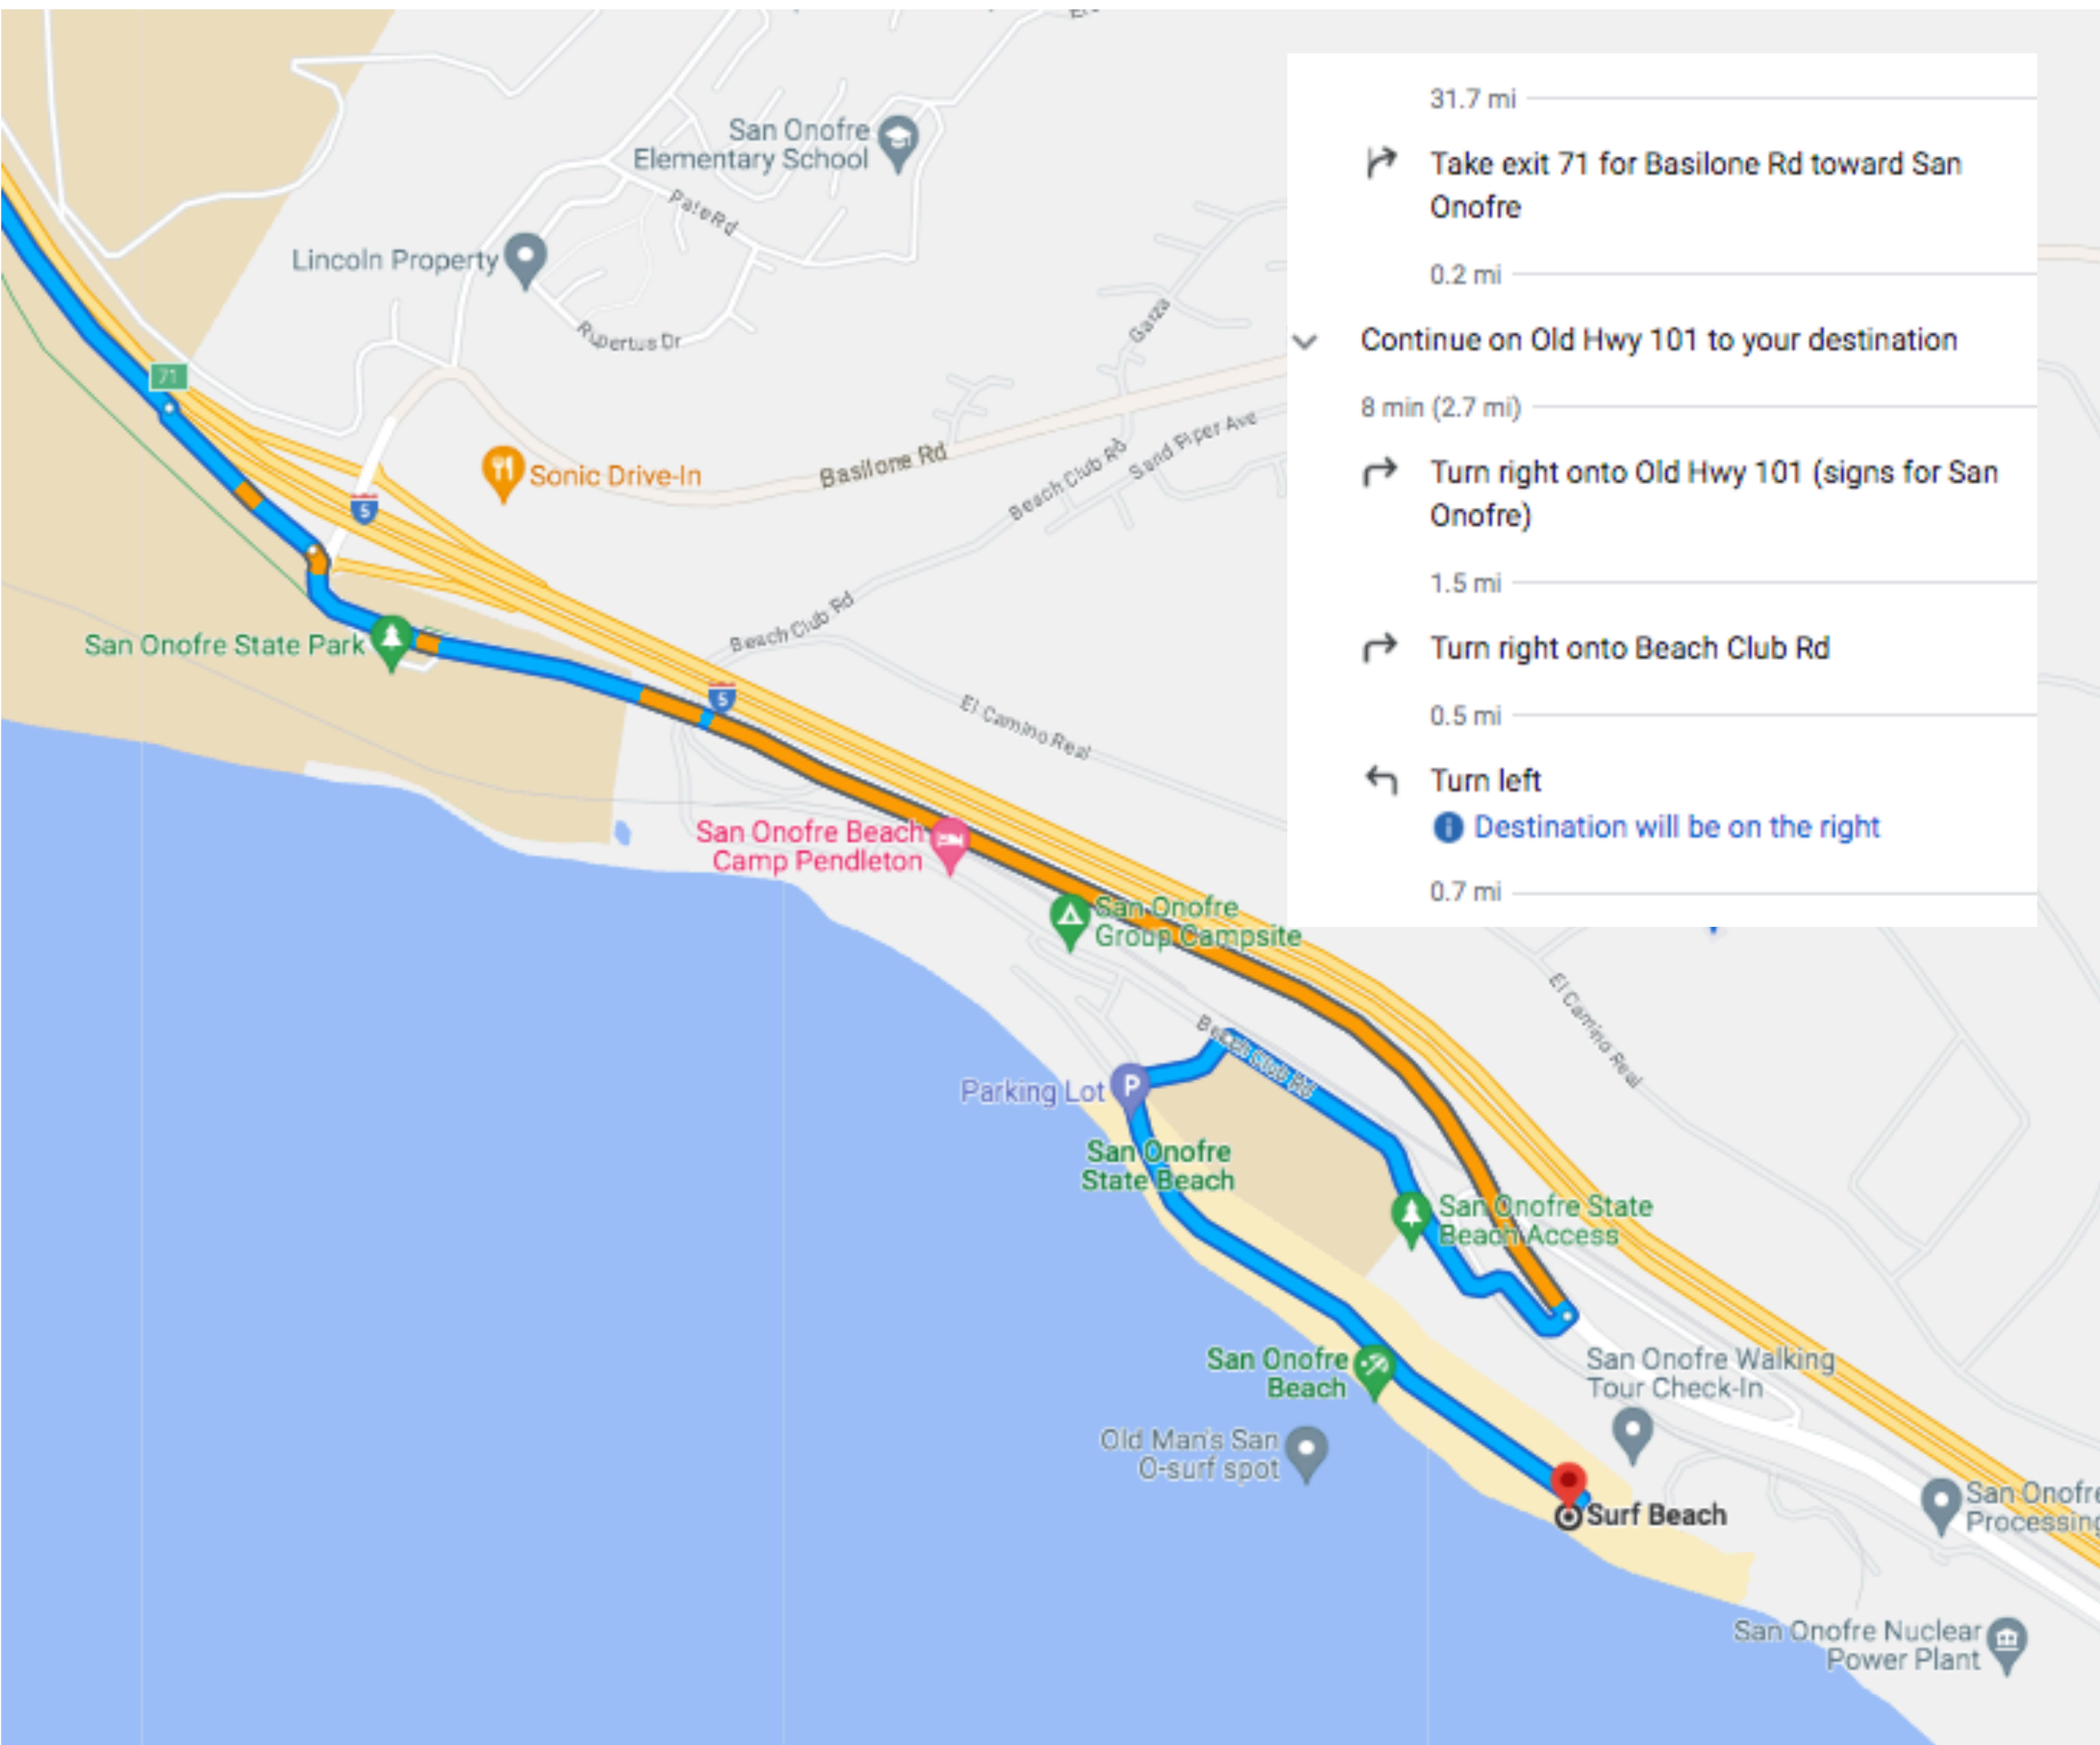 San Onofre
Elementary School
Pate Rd
Lincoln Property
Rupertus Dr
71
5
Sonic Drive-In
Basilone Rd
Garza
Beach Club Rd
Sand Piper Ave
Beach Club Rd
San Onofre State Park
5
El Camino Real
San Onofre Beach
Camp Pendleton
San Onofre
Group Campsite
Beach Club Rd
El Camino Real
P
Parking Lot
San Onofre
State Beach
San Onofre State
Beach Access
San Onofre
Beach
San Onofre Walking
Tour Check-In
Old Man's San
O-surf spot
Surf Beach
San Onofre
Processing
San Onofre Nuclear
Power Plant
31.7 mi
Take exit 71 for Basilone Rd toward San
Onofre
0.2 mi
Continue on Old Hwy 101 to your destination
8 min (2.7 mi)
Turn right onto Old Hwy 101 (signs for San
Onofre)
1.5 mi
Turn right onto Beach Club Rd
0.5 mi
Turn left
Destination will be on the right
0.7 mi